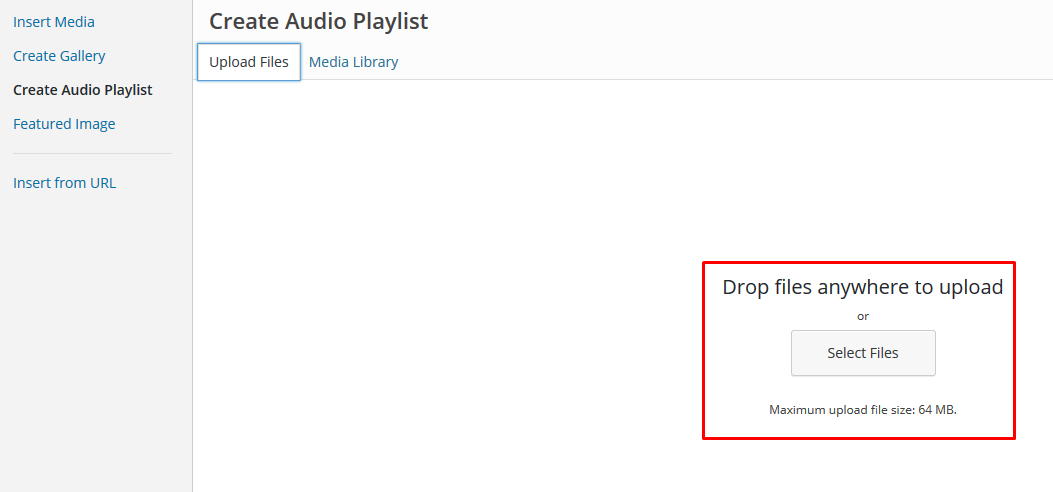 Insert Media
Create Gallery
Create Audio Playlist
Featured Image
Insert from URL
Create Audio Playlist
Upload Files
Media Library
Drop files anywhere to upload
or
Select Files
Maximum upload file size: 64 MB.